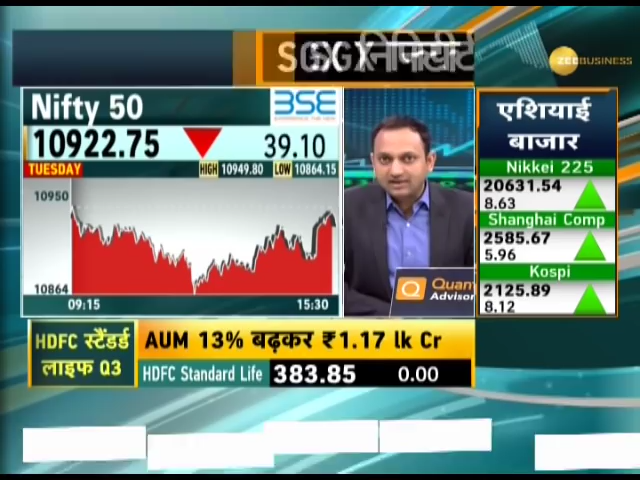 ZEE BUSINESS
Nifty 50
BSE
10922.75 39.10
TUESDAY HIGH 10949.80 LOW 10864.15
10950
10864
09:15 15:30
Quant
Advisor
एशियाई
बाजार
Nikkei 225
20631.54
8.63
Shanghai Comp
2585.67
5.96
Kospi
2125.89
8.12
HDFC स्टैंडर्ड
लाइफ Q3
AUM 13% बढ़कर ₹1.17 lk Cr
HDFC Standard Life 383.85 0.00